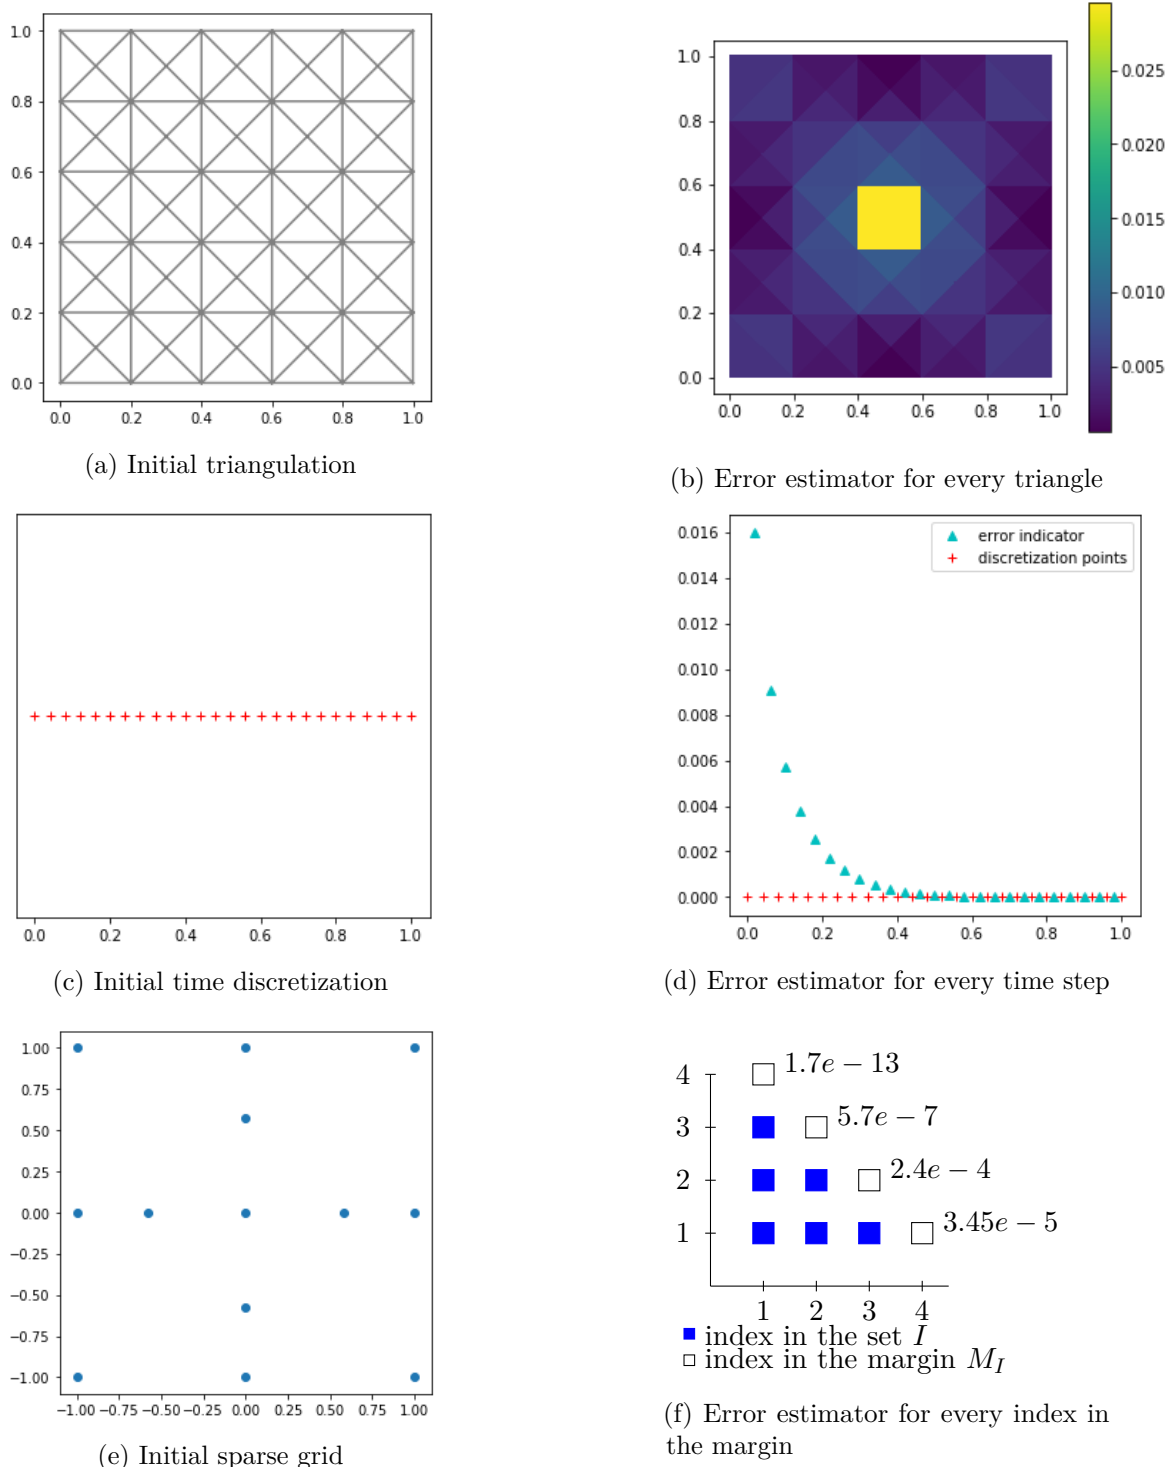 1.0
0.8
0.6
0.4
0.2
0.0
0.0 0.2 0.4 0.6 0.8 1.0
(a) Initial triangulation
1.0
0.8
0.6
0.4
0.2
0.0
0.0 0.2 0.4 0.6 0.8 1.0
0.025
0.020
0.015
0.010
0.005
(b) Error estimator for every triangle
0.0 0.2 0.4 0.6 0.8 1.0
(c) Initial time discretization
0.016
0.014
0.012
0.010
0.008
0.006
0.004
0.002
0.000
error indicator
discretization points
0.0 0.2 0.4 0.6 0.8 1.0
(d) Error estimator for every time step
1.00
0.75
0.50
0.25
0.00
−0.25
−0.50
−0.75
−1.00
−1.00 −0.75 −0.50 −0.25 0.00 0.25 0.50 0.75 1.00
(e) Initial sparse grid
4 1.7e − 13
3 5.7e − 7
2 2.4e − 4
1 3.45e − 5
1 2 3 4
index in the set I
index in the margin M_I
(f) Error estimator for every index in
the margin